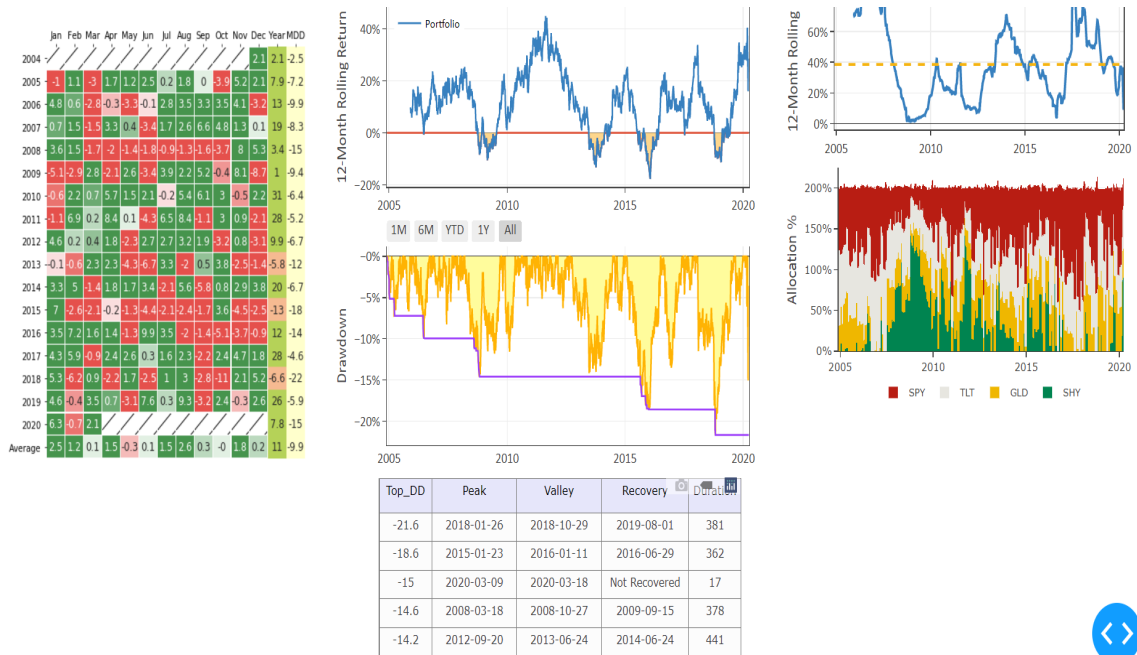 Jan Feb Mar Apr May Jun Jul Aug Sep Oct Nov Dec Year MDD
2004 2.1 2.1 -2.5
2005 -1 1.1 -3 1.7 1.2 2.5 0.2 1.8 0 -3.9 5.2 2.1 7.9 -7.2
2006 4.8 0.6 -2.8 -0.3 -3.3 -0.1 2.8 3.5 3.3 3.5 4.1 -3.2 13 -9.9
2007 -0.7 1.5 -1.5 3.3 0.4 -3.4 1.7 2.6 6.6 4.8 1.3 0.1 19 -8.3
2008 3.6 1.5 -1.7 -2 -1.4 -1.8 -0.9 -1.3 -1.6 -3.7 8 5.3 3.4 -15
2009 -5.1 -2.9 2.8 -2.1 2.6 -3.4 3.9 2.2 5.2 -0.4 8.1 -8.7 1 -9.4
2010 -0.6 2.2 0.7 5.7 1.5 2.1 -0.2 5.4 6.1 3 -0.5 2.2 31 -6.4
2011 -1.1 6.9 0.2 8.4 0.1 -4.3 6.5 8.4 -1.1 3 0.9 -2.1 28 -5.2
2012 4.6 0.2 0.4 1.8 -2.3 2.7 2.7 3.2 1.9 -3.2 0.8 -3.1 9.9 -6.7
2013 -0.1 -0.6 2.3 2.3 -4.3 -6.7 3.3 -2 0.5 3.8 -2.5 -1.4 -5.8 -12
2014 3.3 5 -1.4 1.8 1.7 3.4 -2.1 5.6 -5.8 0.8 2.9 3.8 20 -6.7
2015 7 -2.6 -2.1 -0.2 -1.3 -4.4 -2.1 -2.4 -1.7 3.6 -4.5 -2.5 -13 -18
2016 3.5 7.2 1.6 1.4 -1.3 9.9 3.5 -2 -1.4 -5.1 -3.7 -0.9 12 -14
2017 4.3 5.9 -0.9 2.4 2.6 0.3 1.6 2.3 -2.2 2.4 4.7 1.8 28 -4.6
2018 5.3 -6.2 0.9 -2.2 1.7 -2.5 1 3 -2.8 -11 2.1 5.2 -6.6 -22
2019 4.6 -0.4 3.5 0.7 -3.1 7.6 0.3 9.3 -3.2 2.4 -0.3 2.6 26 -5.9
2020 6.3 -0.7 2.1 7.8 -15
Average 2.5 1.2 0.1 1.5 -0.3 0.1 1.5 2.6 0.3 -0 1.8 0.2 11 -9.9
12-Month Rolling Return
Portfolio
40%
20%
0%
−20%
2005 2010 2015 2020
1M 6M YTD 1Y All
Drawdown
−0%
−5%
−10%
−15%
−20%
2005 2010 2015 2020
Top_DD Peak Valley Recovery Duration
-21.6 2018-01-26 2018-10-29 2019-08-01 381
-18.6 2015-01-23 2016-01-11 2016-06-29 362
-15 2020-03-09 2020-03-18 Not Recovered 17
-14.6 2008-03-18 2008-10-27 2009-09-15 378
-14.2 2012-09-20 2013-06-24 2014-06-24 441
12-Month Rolling
60%
40%
20%
0%
2005 2010 2015 2020
Allocation %
200%
150%
100%
50%
0%
2005 2010 2015 2020
SPY TLT GLD SHY